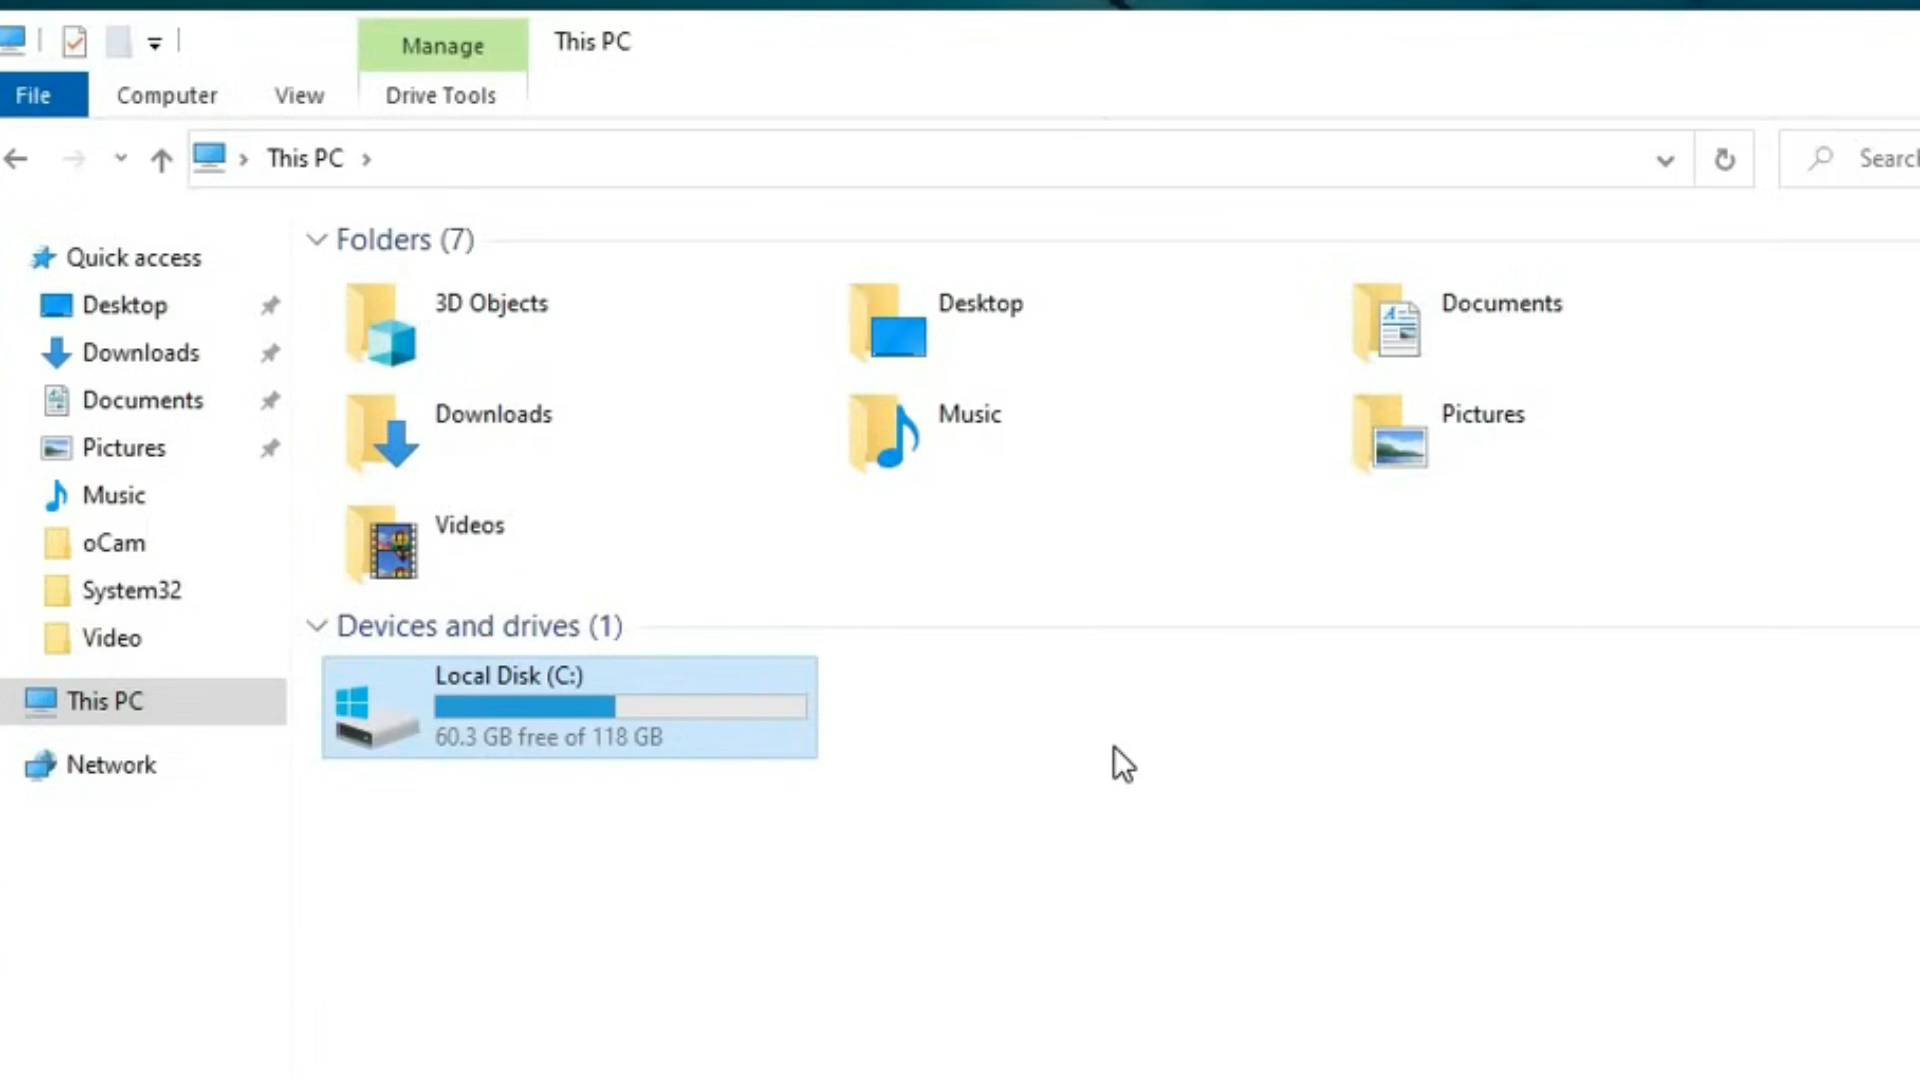 Manage
This PC
File
Computer
View
Drive Tools
This PC
Search
Quick access
Desktop
Downloads
Documents
Pictures
Music
oCam
System32
Video
This PC
Network
Folders (7)
3D Objects
Desktop
Documents
Downloads
Music
Pictures
Videos
Devices and drives (1)
Local Disk (C:)
60.3 GB free of 118 GB